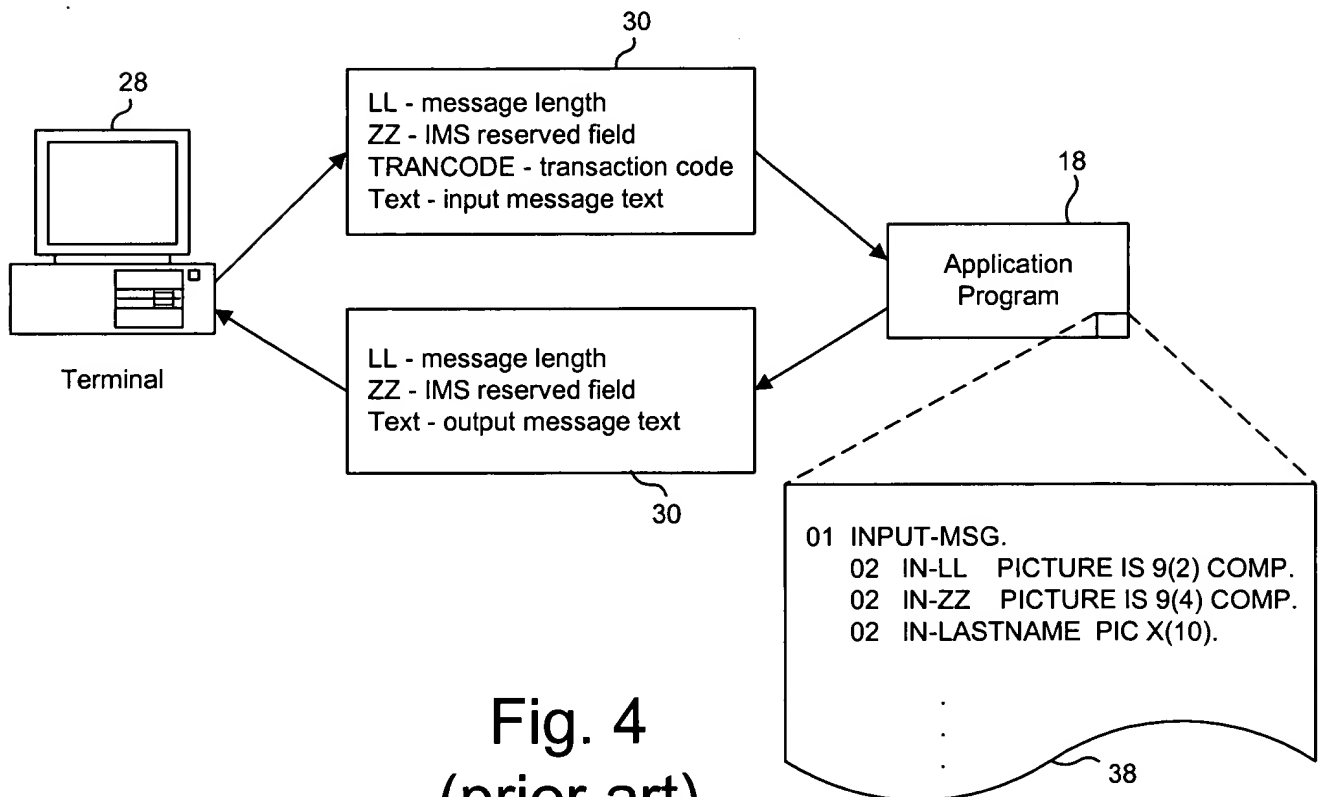 30
28
LL - message length
ZZ - IMS reserved field
TRANCODE - transaction code
Text - input message text
18
Application
Program
LL - message length
ZZ - IMS reserved field
Text - output message text
Terminal
30
01 INPUT-MSG.
02 IN-LL PICTURE IS 9(2) COMP.
02 IN-ZZ PICTURE IS 9(4) COMP.
02 IN-LASTNAME PIC X(10).
.
.
.
38
Fig. 4
(prior art)